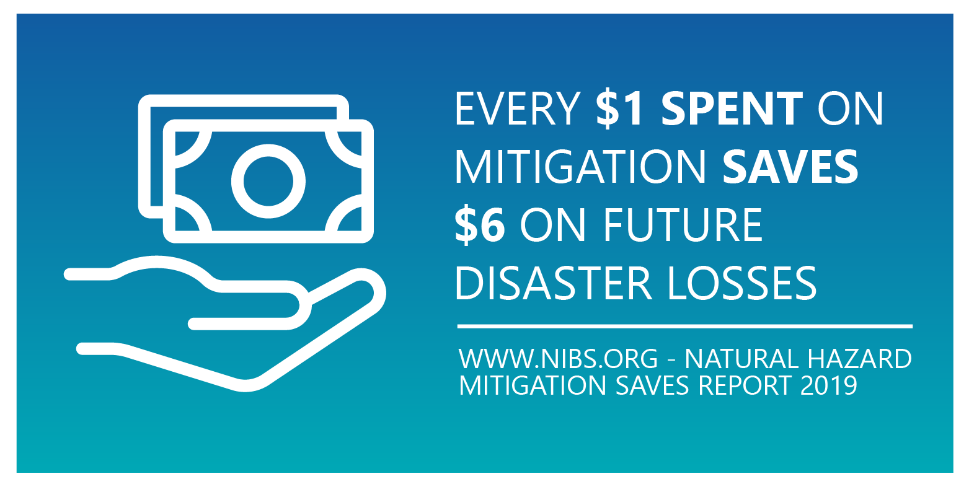 EVERY $1 SPENT ON
MITIGATION SAVES
$6 ON FUTURE
DISASTER LOSSES
WWW.NIBS.ORG - NATURAL HAZARD
MITIGATION SAVES REPORT 2019